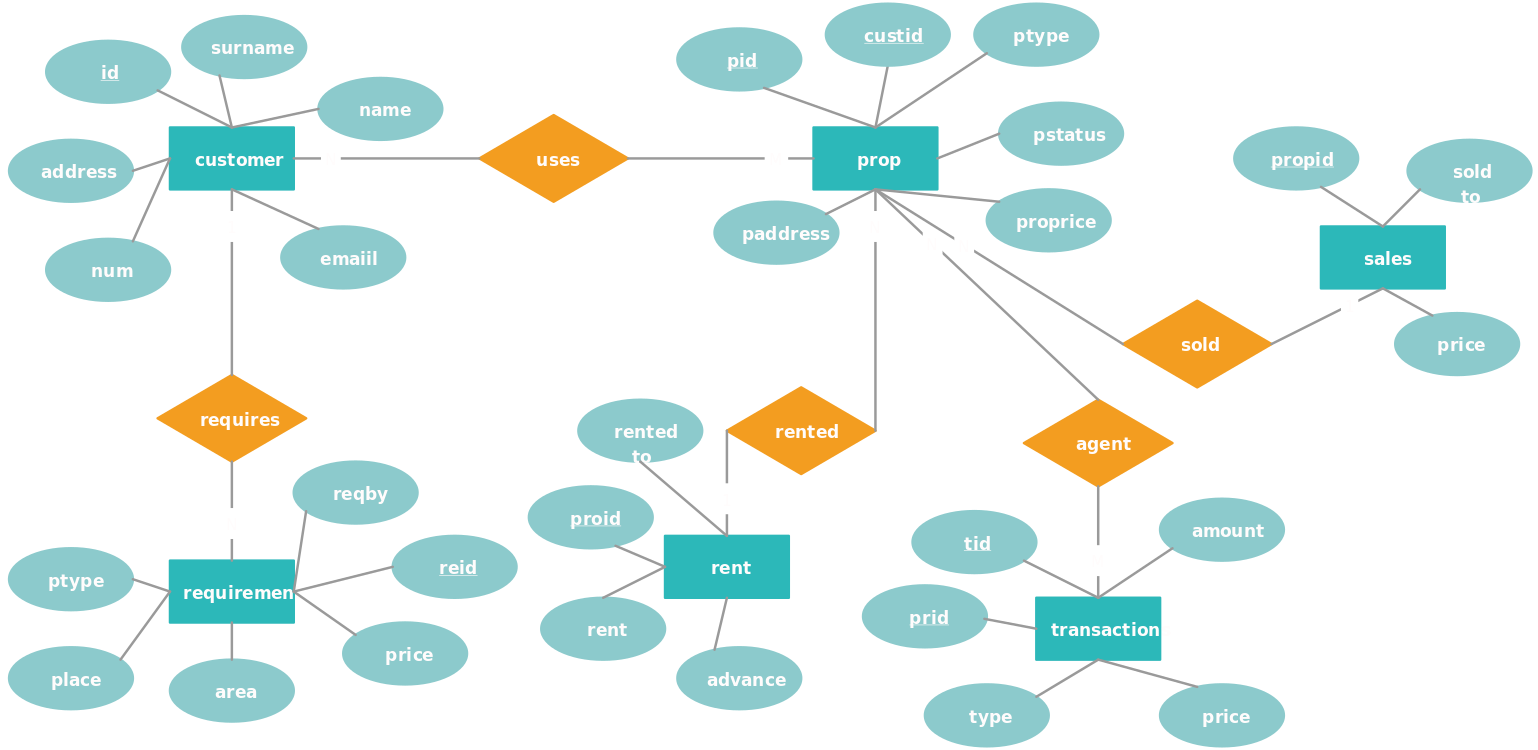 surname
id
name
customer
address
num
emaiil
uses
pid
custid
ptype
prop
pstatus
paddress
proprice
propid
sold
to
sales
price
sold
requires
rented
agent
rented
to
proid
rent
rent
advance
reqby
reid
ptype
requiremen
place
area
price
tid
amount
prid
transaction
type
price